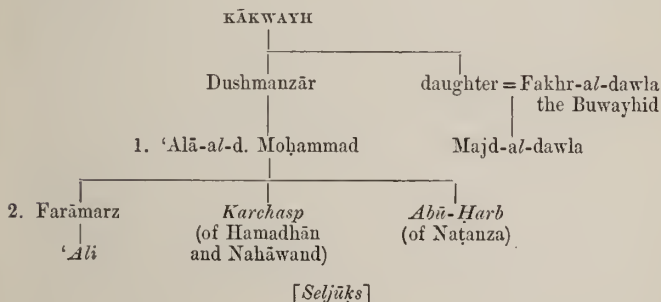 KĀKWAYH
Dushmanzār daughter = Fakhr-al-dawla
the Buwayhid
1. ‘Alā-al-d. Moḥammad Majd-al-dawla
2. Farāmarz Karchasp Abū-Ḥarb
(of Hamadhān (of Naṭanza)
‘Ali and Nahāwand)
[Seljūḳs]